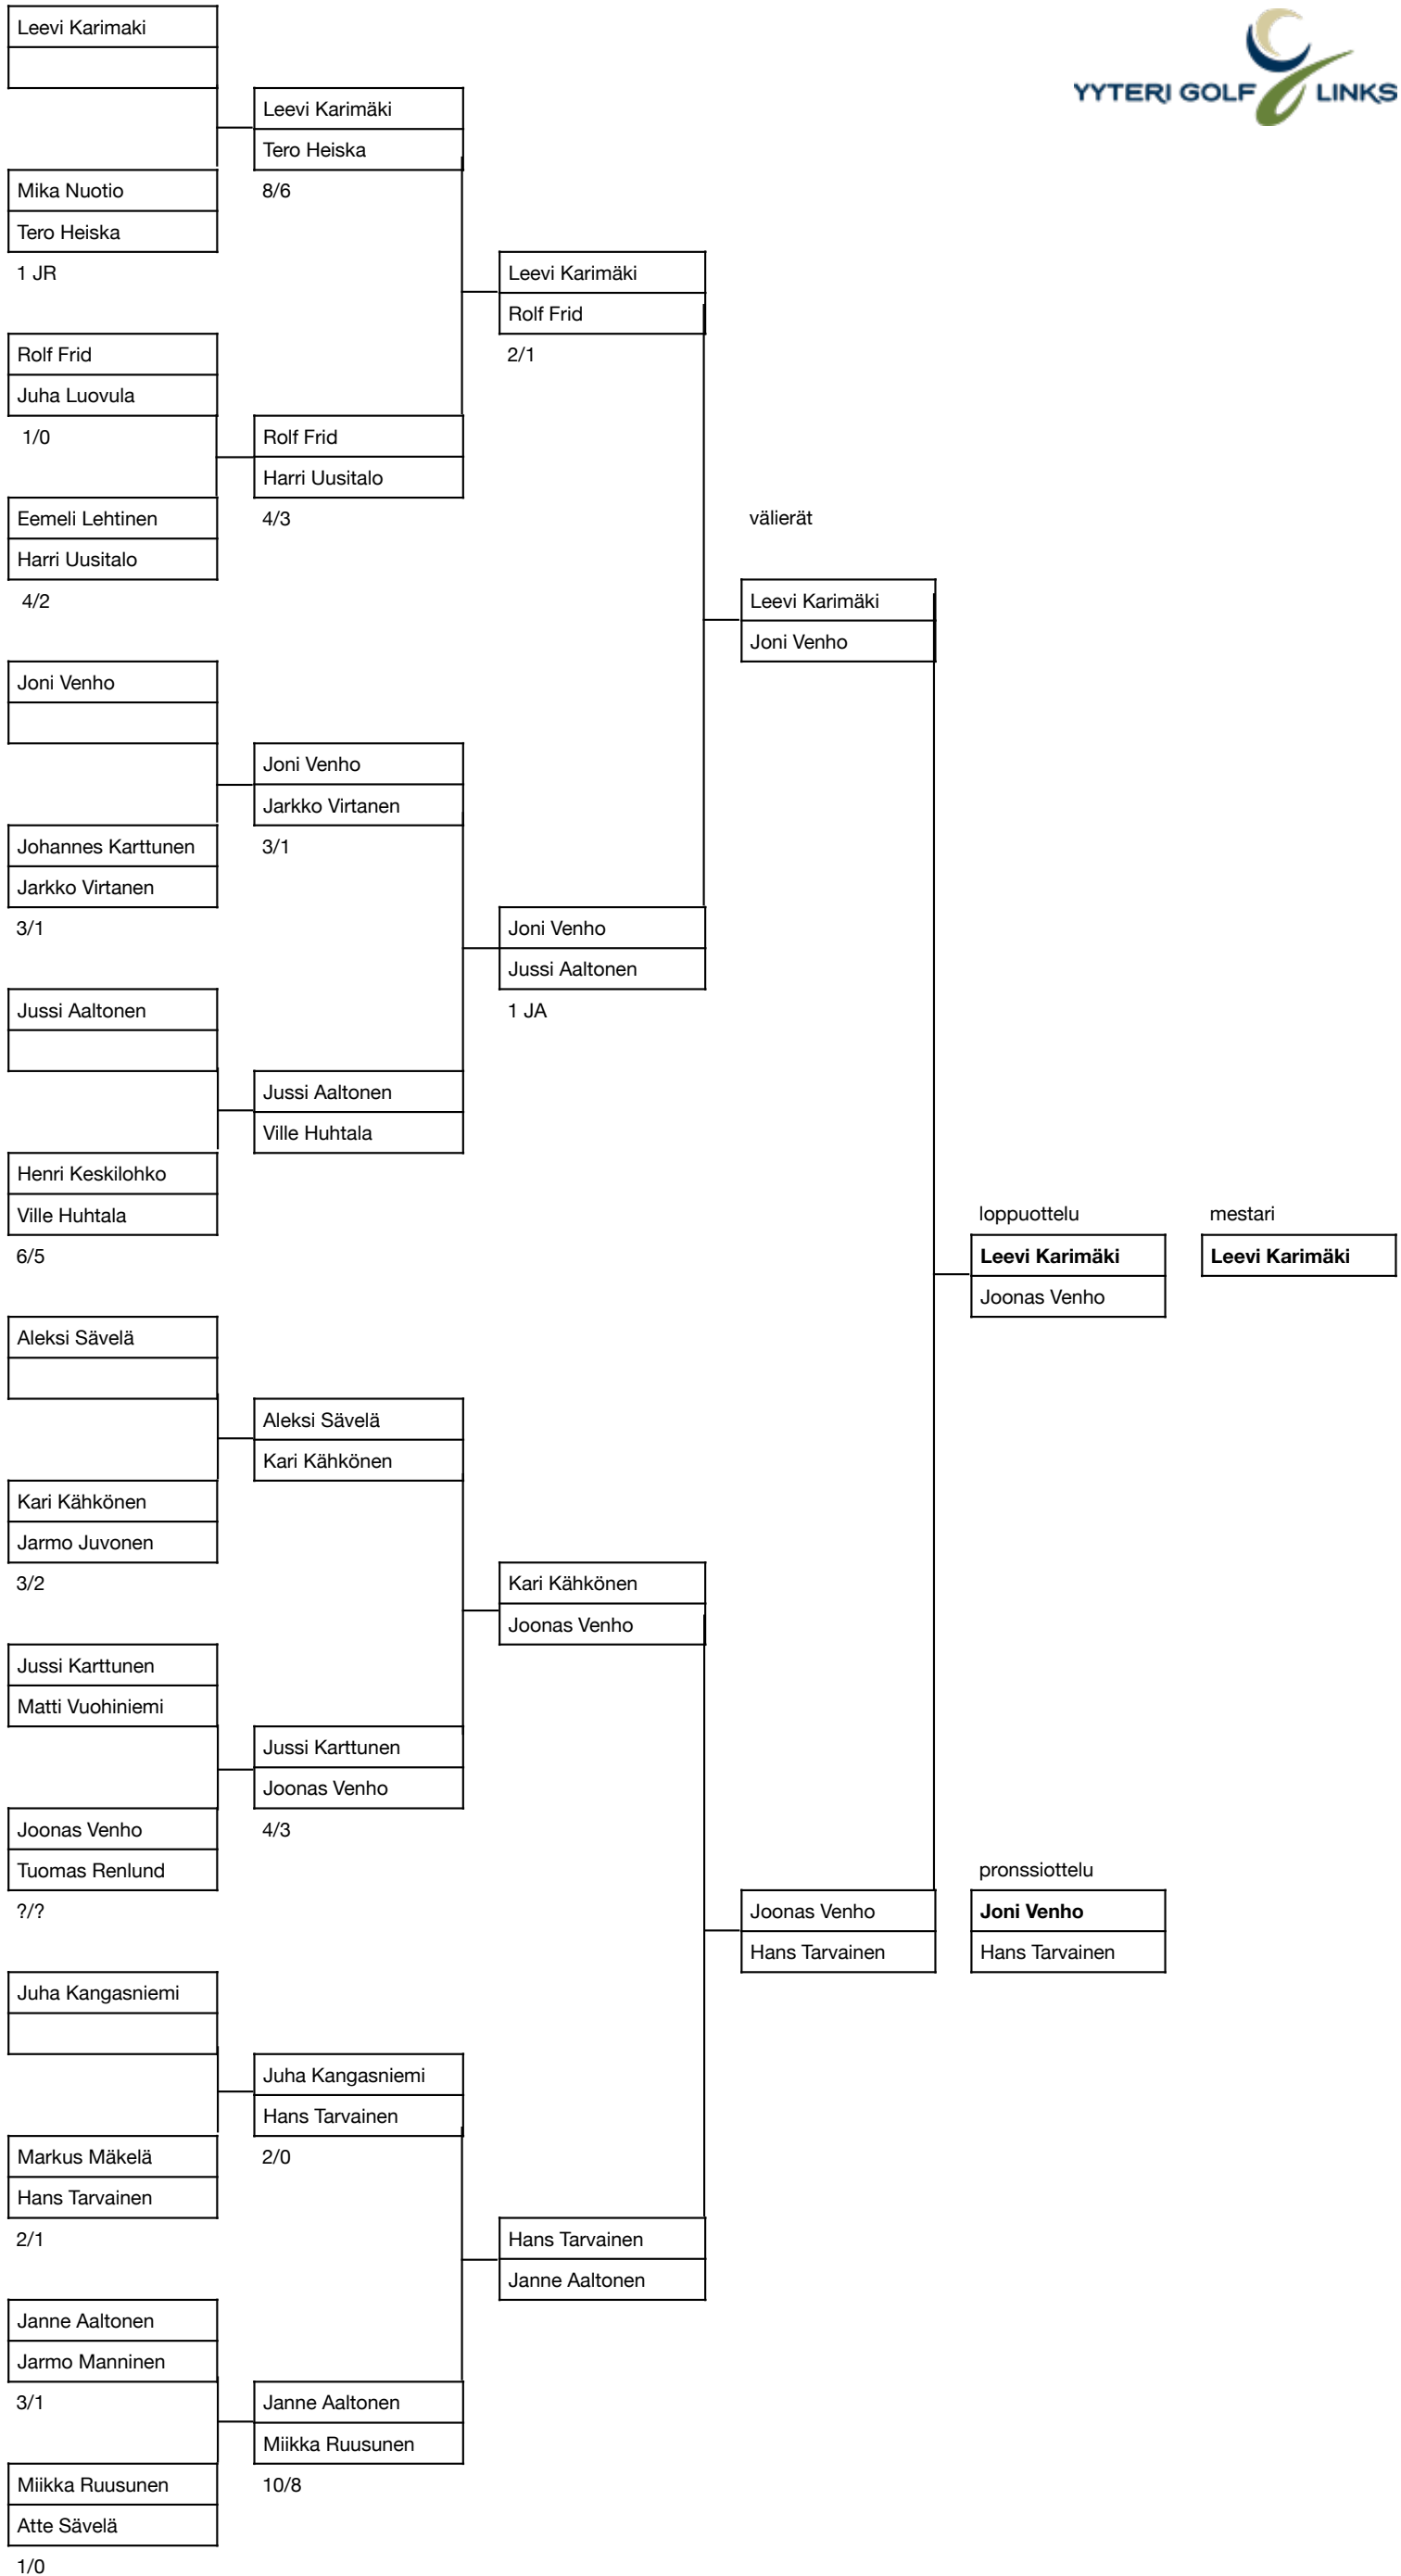 Leevi Karimaki
YYTERI GOLF LINKS
Leevi Karimäki
Tero Heiska
Mika Nuotio
8/6
Tero Heiska
1 JR
Leevi Karimäki
Rolf Frid
Rolf Frid
2/1
Juha Luovula
1/0
Rolf Frid
Harri Uusitalo
Eemeli Lehtinen
4/3
välierät
Harri Uusitalo
4/2
Leevi Karimäki
Joni Venho
Joni Venho
Joni Venho
Jarkko Virtanen
Johannes Karttunen
3/1
Jarkko Virtanen
3/1
Joni Venho
Jussi Aaltonen
Jussi Aaltonen
1 JA
Jussi Aaltonen
Ville Huhtala
Henri Keskilohko
Ville Huhtala
loppuottelu
mestari
6/5
Leevi Karimäki
Leevi Karimäki
Joonas Venho
Aleksi Sävelä
Aleksi Sävelä
Kari Kähkönen
Kari Kähkönen
Jarmo Juvonen
3/2
Kari Kähkönen
Joonas Venho
Jussi Karttunen
Matti Vuohiniemi
Jussi Karttunen
Joonas Venho
Joonas Venho
4/3
Tuomas Renlund
pronssiottelu
?/?
Joonas Venho
Joni Venho
Hans Tarvainen
Hans Tarvainen
Juha Kangasniemi
Juha Kangasniemi
Hans Tarvainen
Markus Mäkelä
2/0
Hans Tarvainen
2/1
Hans Tarvainen
Janne Aaltonen
Janne Aaltonen
Jarmo Manninen
3/1
Janne Aaltonen
Miikka Ruusunen
Miikka Ruusunen
10/8
Atte Sävelä
1/0